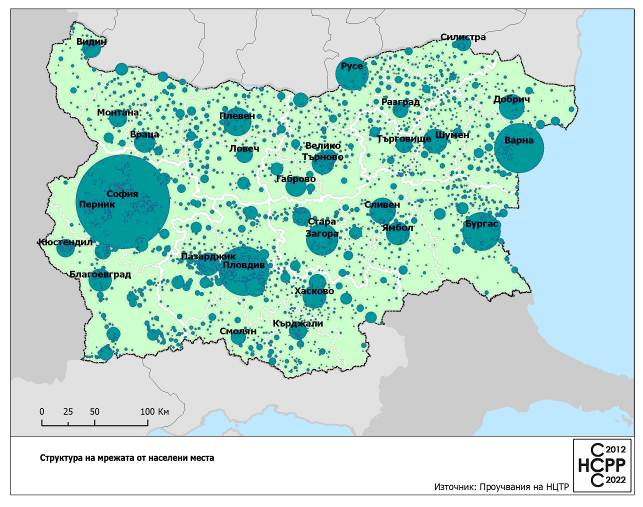 Видин
Силистра
Русе
Разград
Добрич
Монтана
Плевен
Враца
Ловеч
Велико
Търново
Търговище
Шумен
Варна
Габрово
София
Перник
Сливен
Стара
Загора
Ямбол
Бургас
Кюстендил
Пазарджик
Пловдив
Благоевград
Хасково
Смолян
Кърджали
0 25 50 100 Км
Структура на мрежата от населени места
Източник: Проучвания на НЦТР
С 2012
НСРР
С 2022